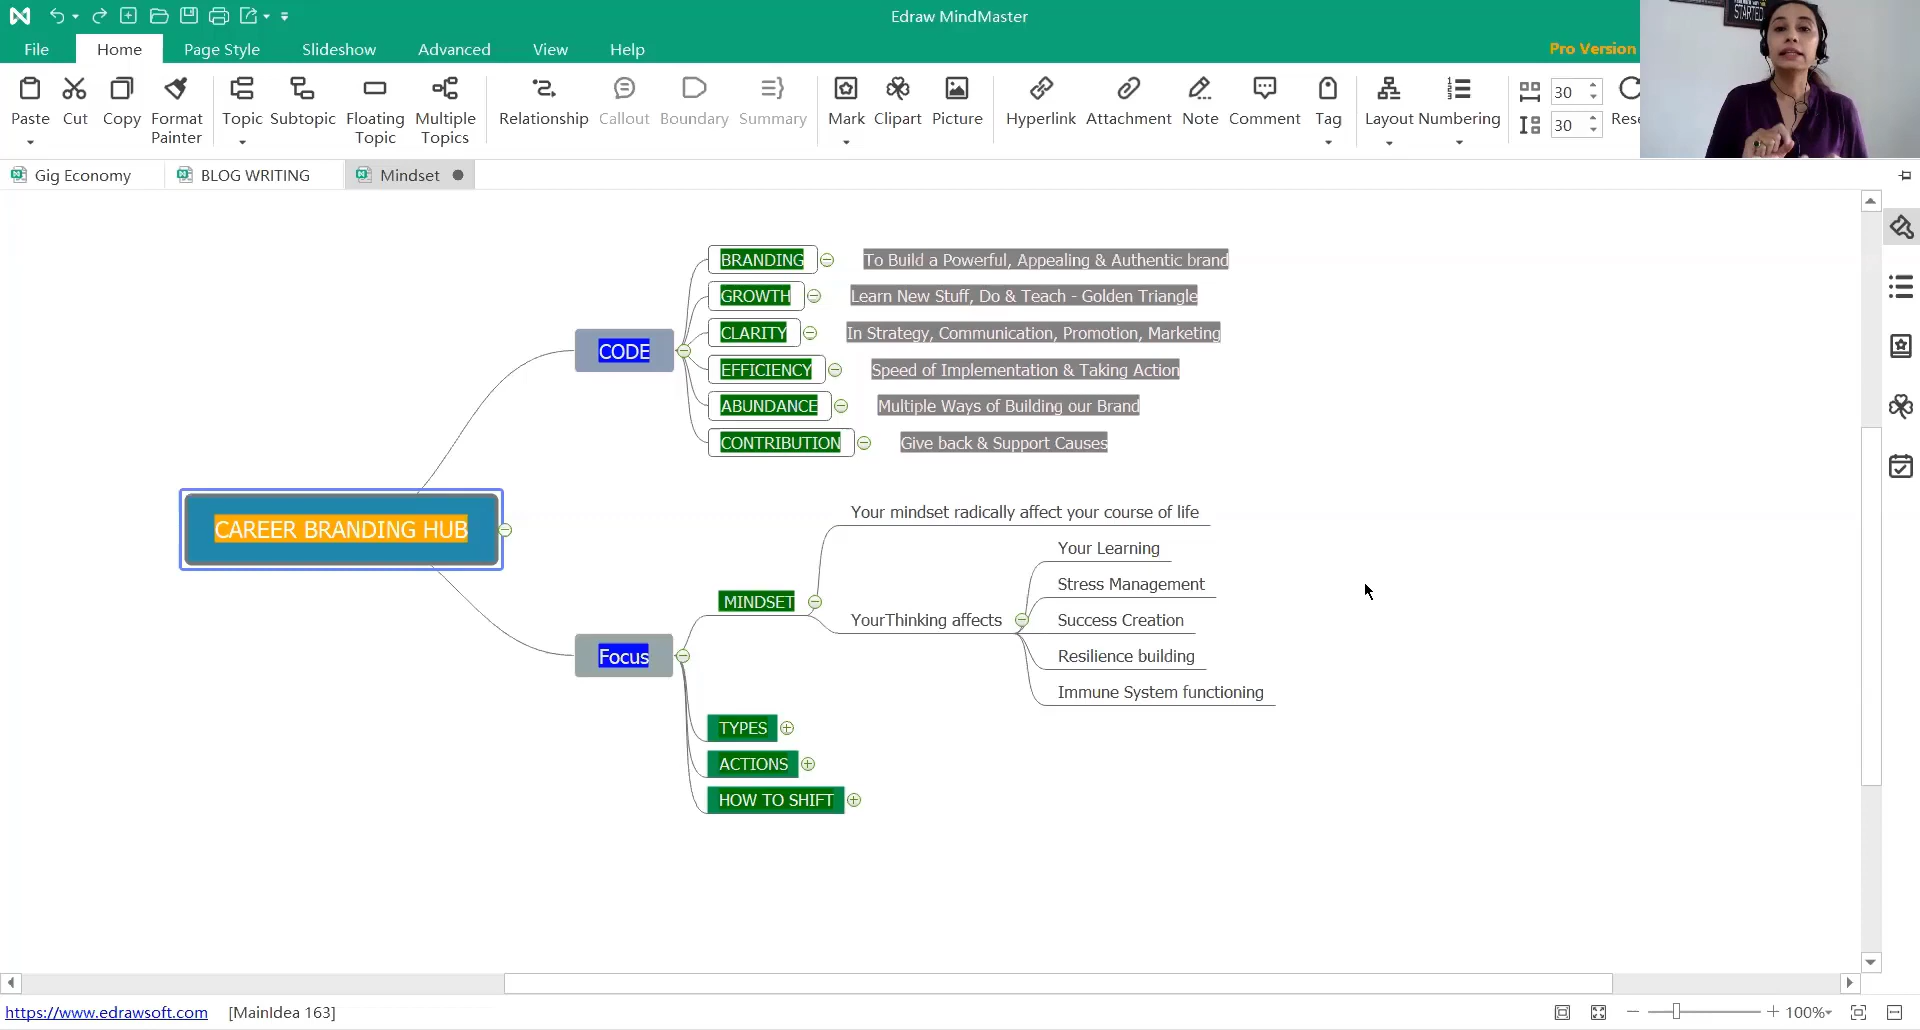 Edraw MindMaster
File Home Page Style Slideshow Advanced View Help Pro Version
STARTED
Paste Cut Copy Format Painter Topic Subtopic Floating Topic Multiple Topics Relationship Callout Boundary Summary Mark Clipart Picture Hyperlink Attachment Note Comment Tag Layout Numbering 30 30 Rese
Gig Economy BLOG WRITING Mindset
BRANDING To Build a Powerful, Appealing & Authentic brand
GROWTH Learn New Stuff, Do & Teach - Golden Triangle
CLARITY In Strategy, Communication, Promotion, Marketing
CODE
EFFICIENCY Speed of Implementation & Taking Action
ABUNDANCE Multiple Ways of Building our Brand
CONTRIBUTION Give back & Support Causes
CAREER BRANDING HUB
Your mindset radically affect your course of life
Your Learning
Stress Management
MINDSET
YourThinking affects Success Creation
Focus
Resilience building
Immune System functioning
TYPES
ACTIONS
HOW TO SHIFT
https://www.edrawsoft.com [MainIdea 163] 100%